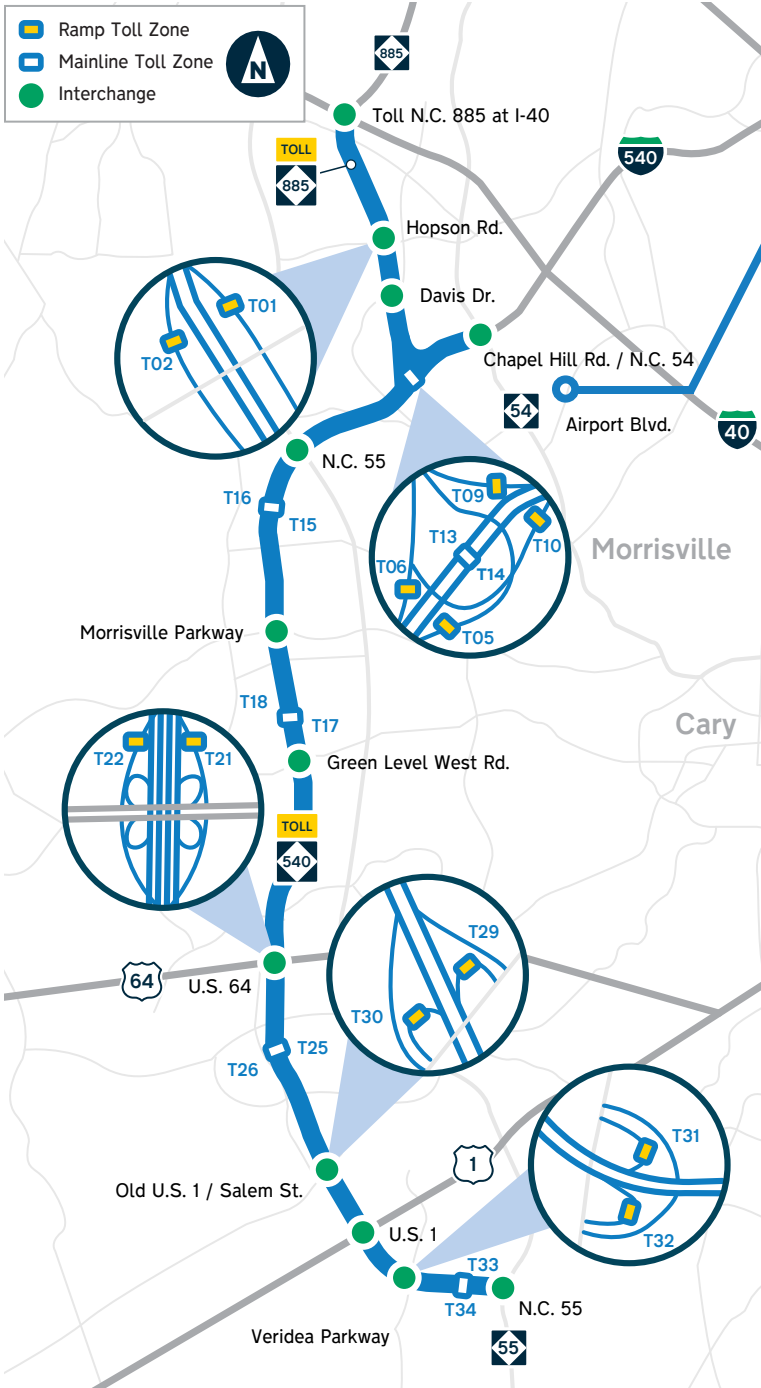 Ramp Toll Zone
Mainline Toll Zone
Interchange
N
885
Toll N.C. 885 at I-40
TOLL
885
540
Hopson Rd.
T01
T02
Davis Dr.
Chapel Hill Rd. / N.C. 54
54
Airport Blvd.
40
N.C. 55
T16
T15
T09
T10
T13
T14
T06
T05
Morrisville
Morrisville Parkway
T18
T17
Cary
T22
T21
Green Level West Rd.
TOLL
540
T29
T30
64
U.S. 64
T25
T26
T31
T32
1
Old U.S. 1 / Salem St.
U.S. 1
T33
T34
N.C. 55
Veridea Parkway
55